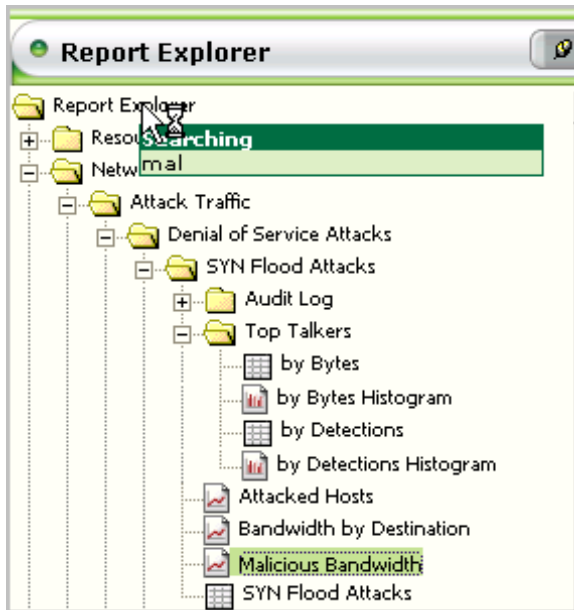 Report Explorer
Report Explorer
Searching
mal
Attack Traffic
Denial of Service Attacks
SYN Flood Attacks
Audit Log
Top Talkers
by Bytes
by Bytes Histogram
by Detections
by Detections Histogram
Attacked Hosts
Bandwidth by Destination
Malicious Bandwidth
SYN Flood Attacks